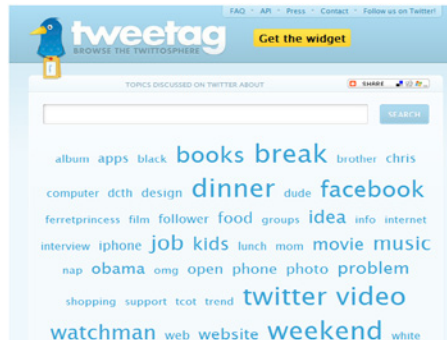 FAQ • API • Press • Contact • Follow us on Twitter!
tweetag
BROWSE THE TWITTOSPHERE
Get the widget
TOPICS DISCUSSED ON TWITTER ABOUT
SHARE
SEARCH
album apps black books break brother chris
computer dcth design dinner dude facebook
ferretprincess film follower food groups idea info internet
interview iphone job kids lunch mom movie music
nap obama omg open phone photo problem
shopping support tcot trend twitter video
watchman web website weekend white